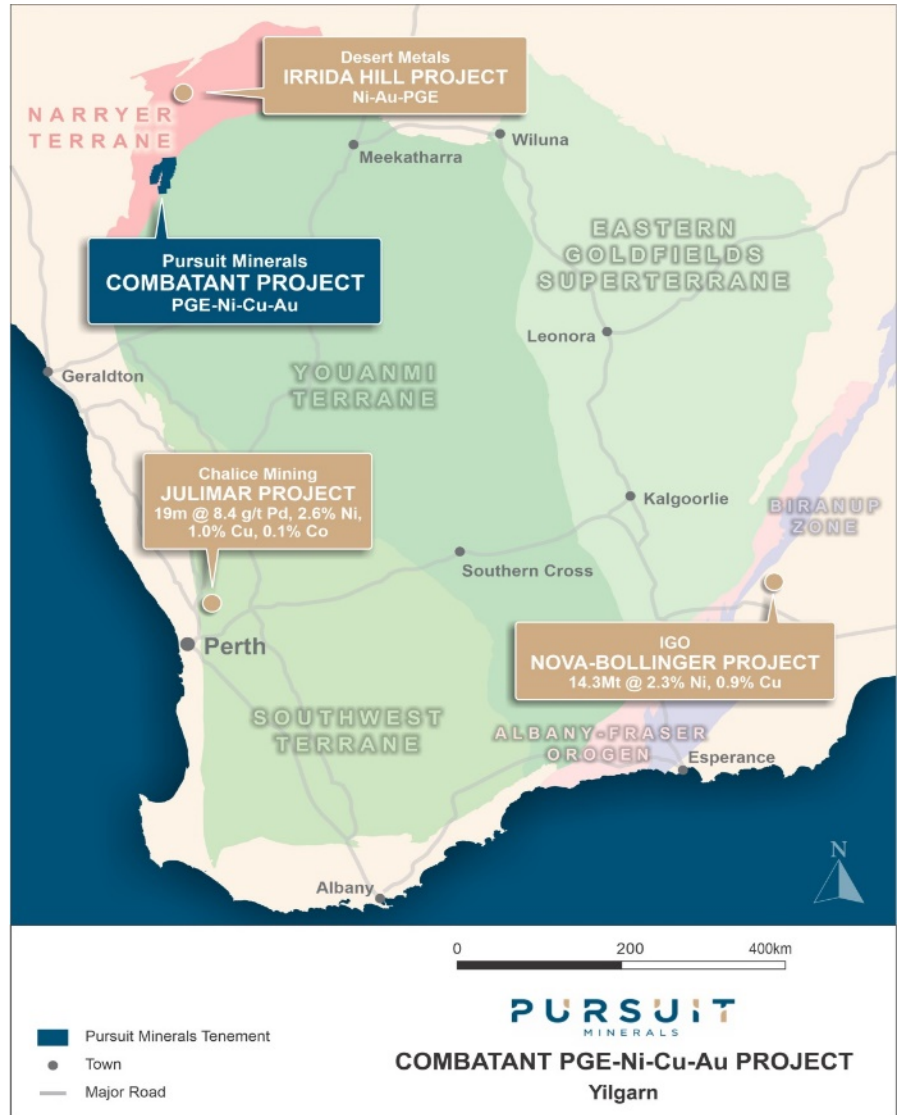 Desert Metals
IRRIDA HILL PROJECT
Ni-Au-PGE
NARRYER
TERRANE
Meekatharra
Wiluna
Pursuit Minerals
COMBATANT PROJECT
PGE-Ni-Cu-Au
EASTERN
GOLDFIELDS
SUPERTERRANE
Leonora
Geraldton
YOUANMI
TERRANE
Chalice Mining
JULIMAR PROJECT
19m @ 8.4 g/t Pd, 2.6% Ni,
1.0% Cu, 0.1% Co
Kalgoorlie
BIRANUP
ZONE
Southern Cross
Perth
IGO
NOVA-BOLLINGER PROJECT
14.3Mt @ 2.3% Ni, 0.9% Cu
SOUTHWEST
TERRANE
ALBANY-FRASER
OROGEN
Esperance
Albany
N
0 200 400km
PURSUIT
MINERALS
COMBATANT PGE-Ni-Cu-Au PROJECT
Yilgarn
Pursuit Minerals Tenement
Town
Major Road